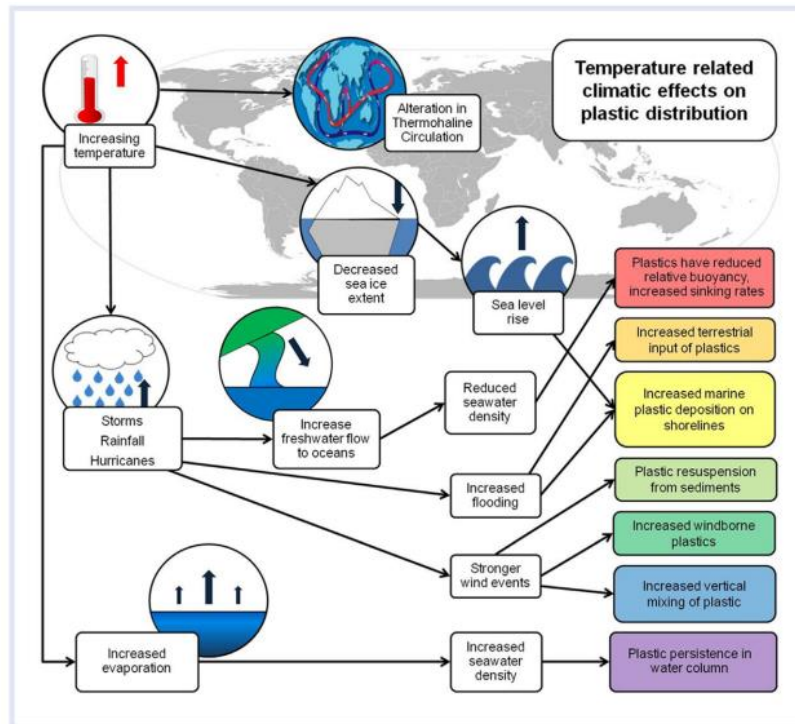 Temperature related
climatic effects on
plastic distribution
Increasing
temperature
Alteration in
Thermohaline
Circulation
Decreased
sea ice
extent
Sea level
rise
Plastics have reduced
relative buoyancy,
increased sinking rates
Increased terrestrial
input of plastics
Storms
Rainfall
Hurricanes
Increase
freshwater flow
to oceans
Reduced
seawater
density
Increased marine
plastic deposition on
shorelines
Increased
flooding
Plastic resuspension
from sediments
Stronger
wind events
Increased windborne
plastics
Increased vertical
mixing of plastic
Increased
evaporation
Increased
seawater
density
Plastic persistence in
water column